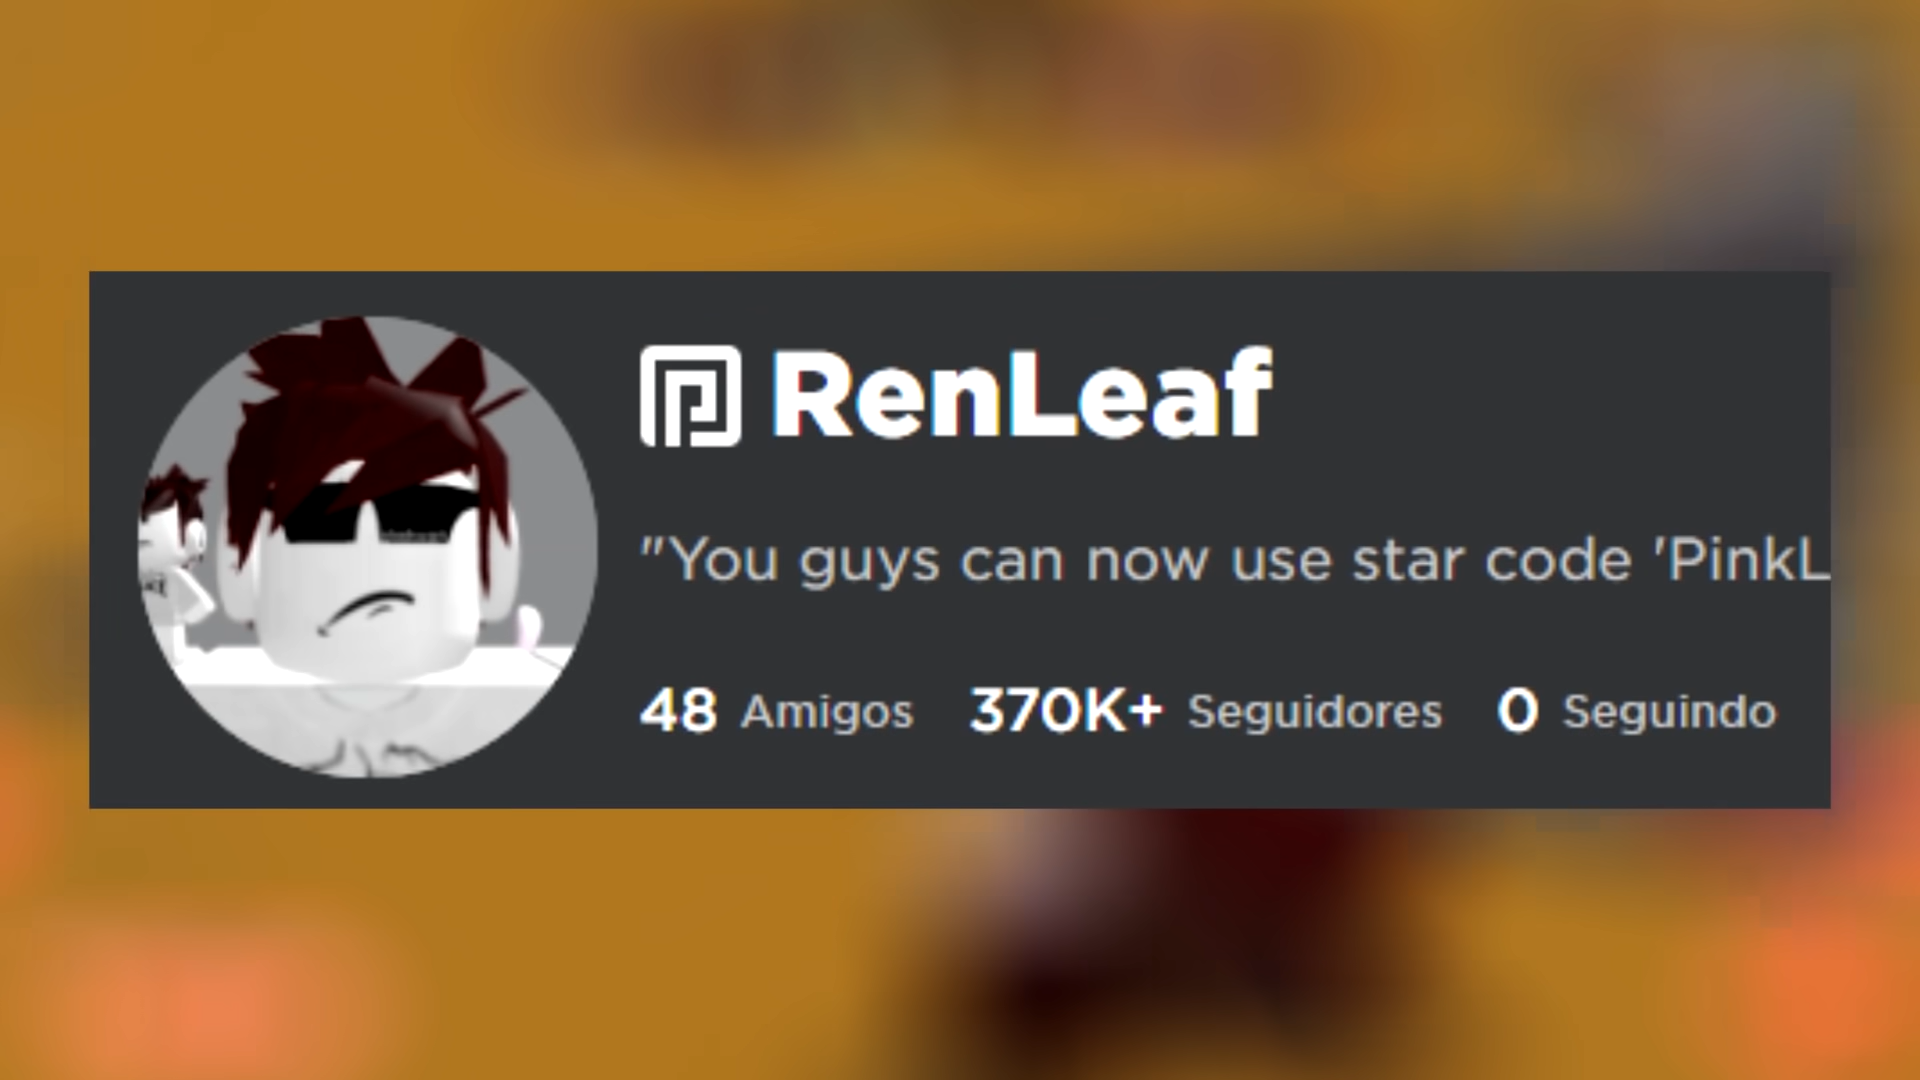 RenLeaf
"You guys can now use star code 'PinkL
48 Amigos 370K+ Seguidores 0 Seguindo